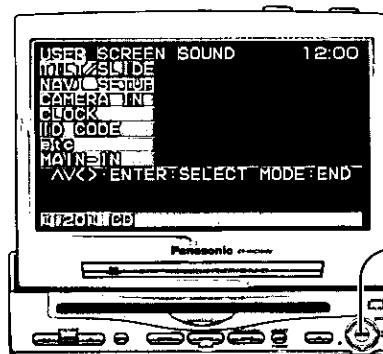 USER SCREEN SOUND 12:00
TILT/SLIDE
NAVI SETUP
CAMERA IN
CLOCK
ID CODE
etc
MAIN-IN
ΛV<> ENTER:SELECT MODE:END
CD
Panasonic